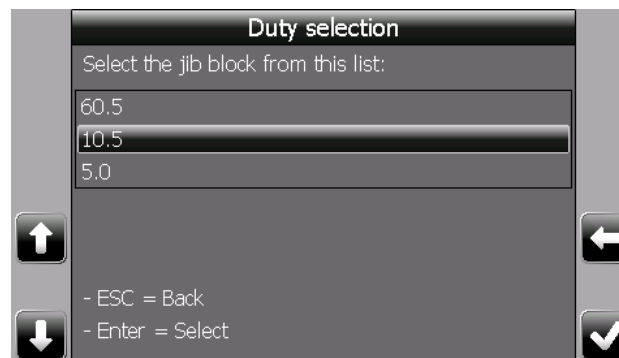 Duty selection
Select the jib block from this list:
60.5
10.5
5.0
- ESC = Back
- Enter = Select